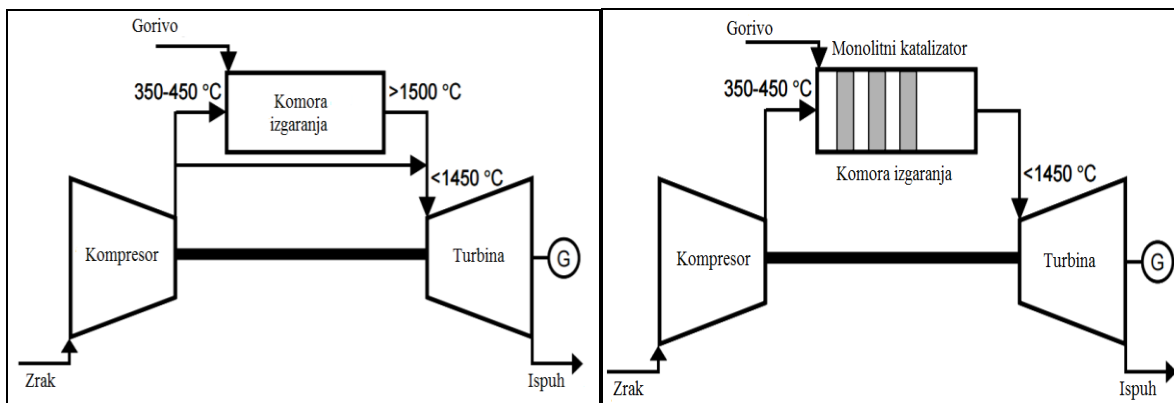 Gorivo
350-450 °C
Komora
izgaranja
>1500 °C
<1450 °C
Kompresor
Turbina
G
Zrak
Ispuh
Gorivo
Monolitni katalizator
350-450 °C
Komora izgaranja
<1450 °C
Kompresor
Turbina
G
Zrak
Ispuh